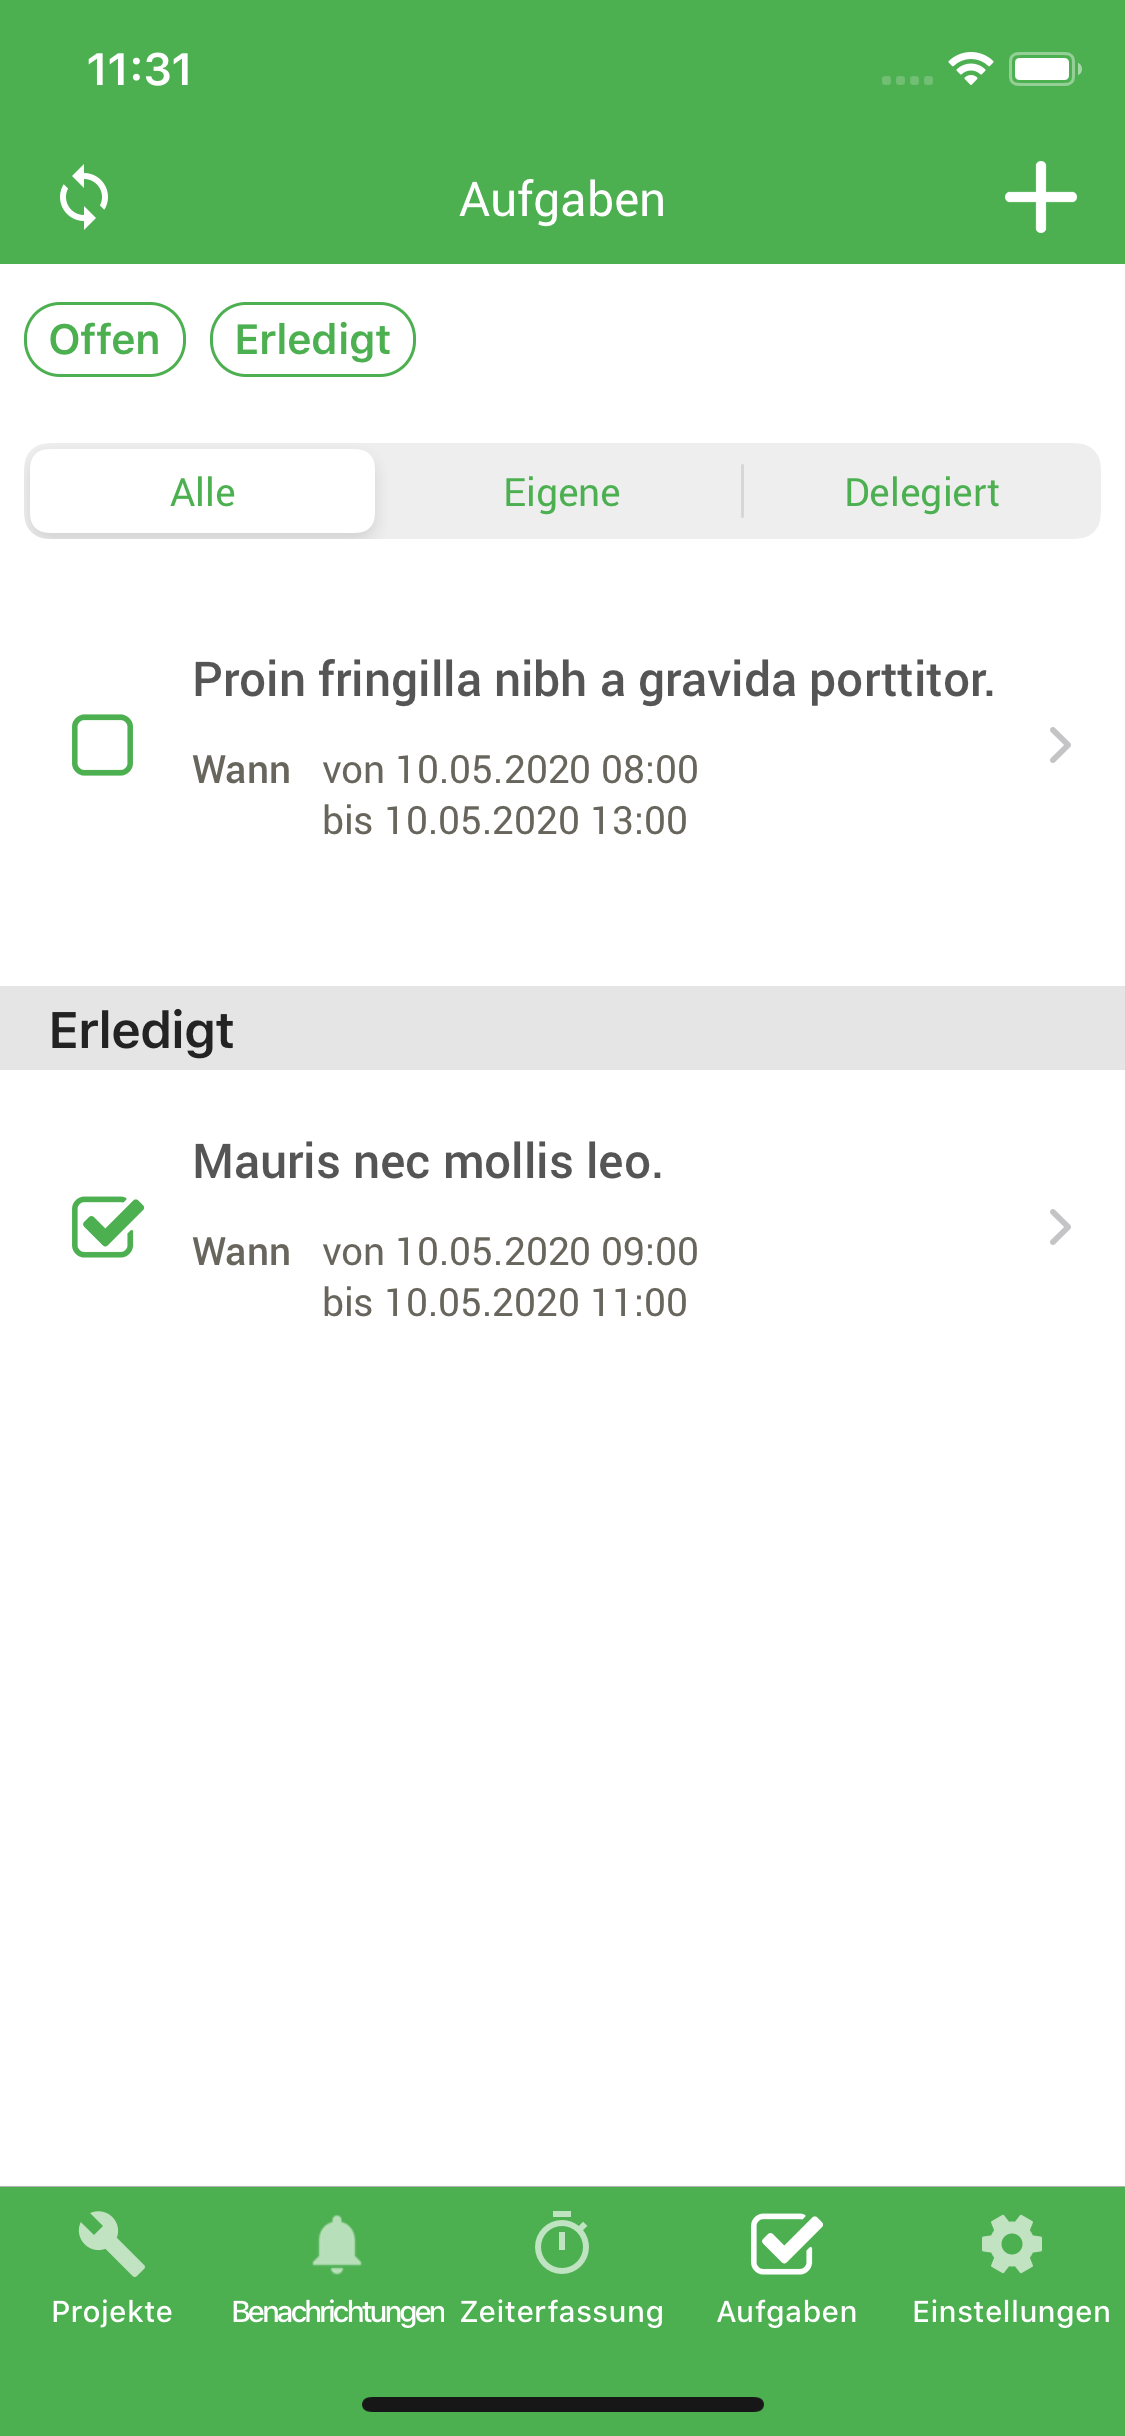 11:31
Aufgaben
Offen Erledigt
Alle Eigene Delegiert
Proin fringilla nibh a gravida porttitor.
Wann von 10.05.2020 08:00
bis 10.05.2020 13:00
Erledigt
Mauris nec mollis leo.
Wann von 10.05.2020 09:00
bis 10.05.2020 11:00
Projekte Benachrichtungen Zeiterfassung Aufgaben Einstellungen